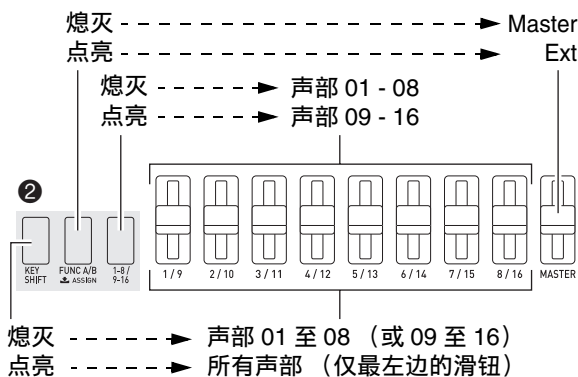 熄灭 Master
点亮 Ext
熄灭 声部 01 - 08
点亮 声部 09 - 16
❷
KEY SHIFT
FUNC A/B
ASSIGN
1-8 / 9-16
1 / 9
2 / 10
3 / 11
4 / 12
5 / 13
6 / 14
7 / 15
8 / 16
MASTER
熄灭 声部 01 至 08 （或 09 至 16）
点亮 所有声部 （仅最左边的滑钮）